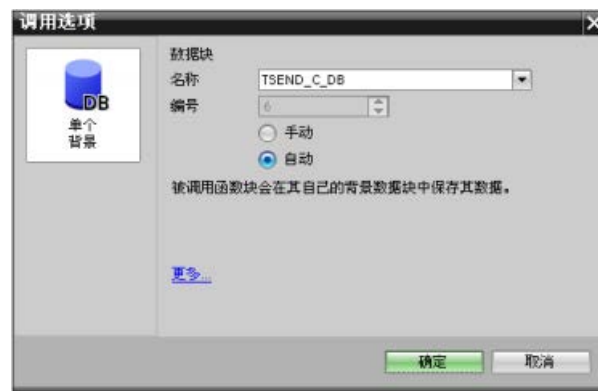 调用选项
DB
单个
背景
数据块
名称 TSEND_C_DB
编号 6
手动
自动
被调用函数块会在其自己的背景数据块中保存其数据。
更多...
确定 取消